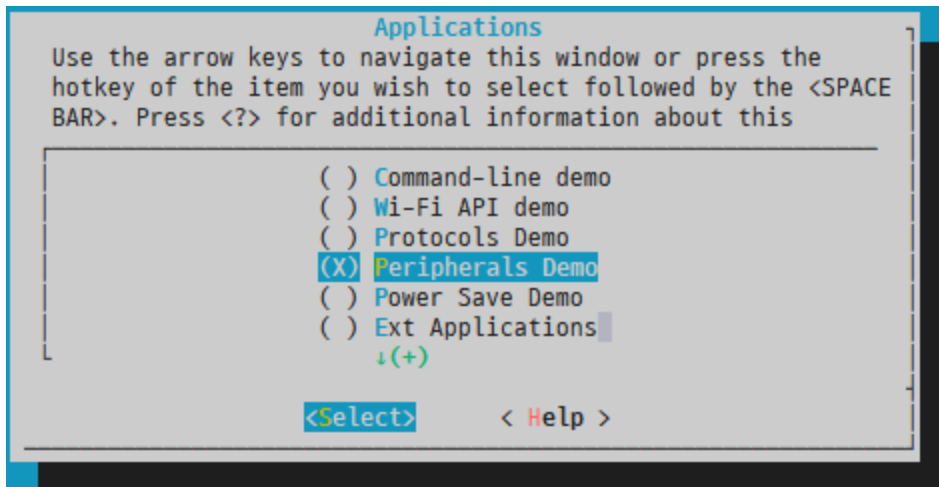 Applications
Use the arrow keys to navigate this window or press the
hotkey of the item you wish to select followed by the <SPACE
BAR>. Press <?> for additional information about this
( ) Command-line demo
( ) Wi-Fi API demo
( ) Protocols Demo
(X) Peripherals Demo
( ) Power Save Demo
( ) Ext Applications
↓(+)
<Select> < Help >